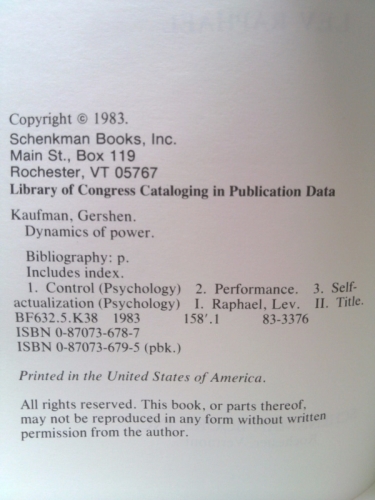 LEV RAPHAEL
Copyright © 1983.
Schenkman Books, Inc.
Main St., Box 119
Rochester, VT 05767
Library of Congress Cataloging in Publication Data
Kaufman, Gershen.
Dynamics of power.
Bibliography: p.
Includes index.
1. Control (Psychology) 2. Performance. 3. Self-
actualization (Psychology) I. Raphael, Lev. II. Title.
BF632.5.K38 1983 158'.1 83-3376
ISBN 0-87073-678-7
ISBN 0-87073-679-5 (pbk.)
Printed in the United States of America.
All rights reserved. This book, or parts thereof,
may not be reproduced in any form without written
permission from the author.